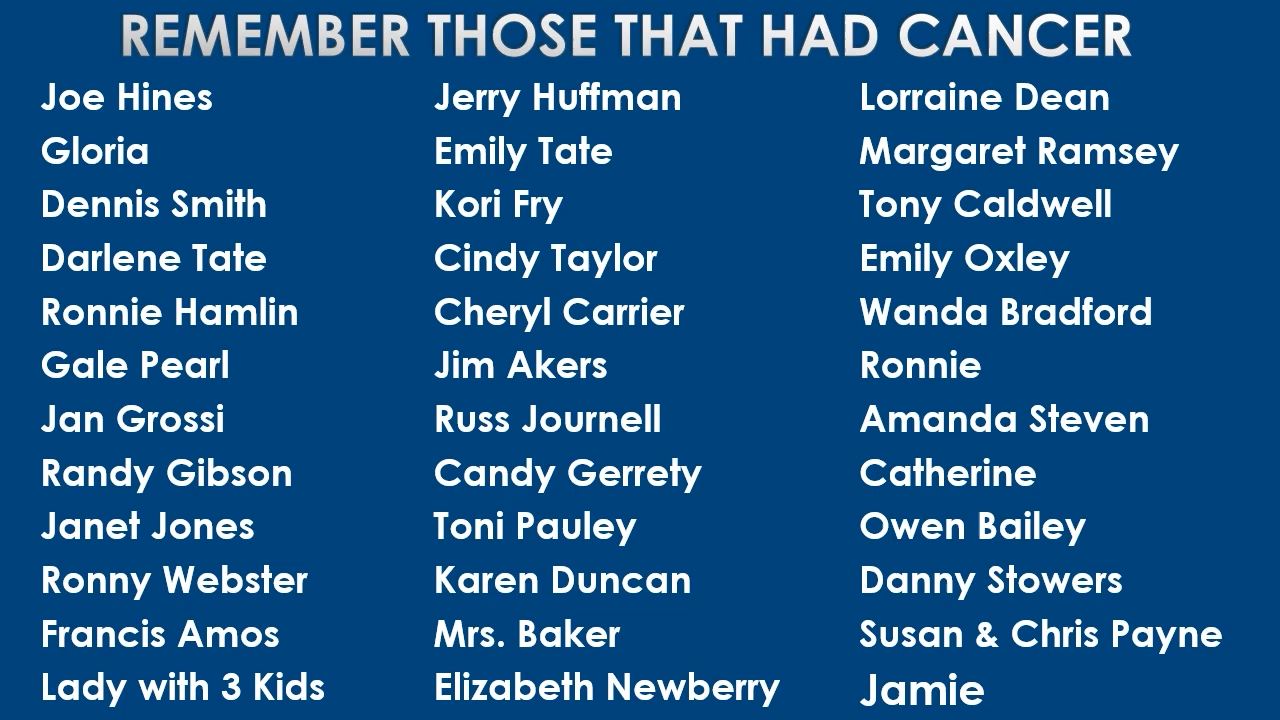 REMEMBER THOSE THAT HAD CANCER
Joe Hines
Gloria
Dennis Smith
Darlene Tate
Ronnie Hamlin
Gale Pearl
Jan Grossi
Randy Gibson
Janet Jones
Ronny Webster
Francis Amos
Lady with 3 Kids
Jerry Huffman
Emily Tate
Kori Fry
Cindy Taylor
Cheryl Carrier
Jim Akers
Russ Journell
Candy Gerrety
Toni Pauley
Karen Duncan
Mrs. Baker
Elizabeth Newberry
Lorraine Dean
Margaret Ramsey
Tony Caldwell
Emily Oxley
Wanda Bradford
Ronnie
Amanda Steven
Catherine
Owen Bailey
Danny Stowers
Susan & Chris Payne
Jamie